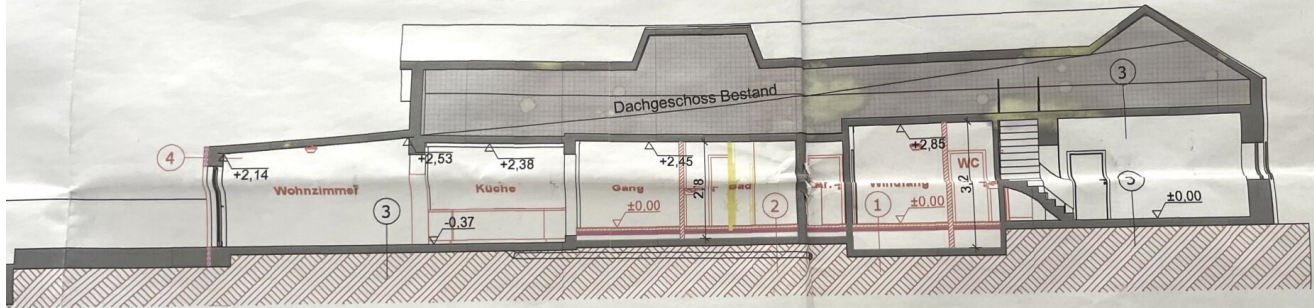 3
Dachgeschoss Bestand
4
+2,14
+2,53
+2,38
+2,45
+2,85
WC
Wohnzimmer
Küche
Gang
Bad
Windfang
2,8
3,2
3
±0,00
2
1
±0,00
±0,00
-0,37